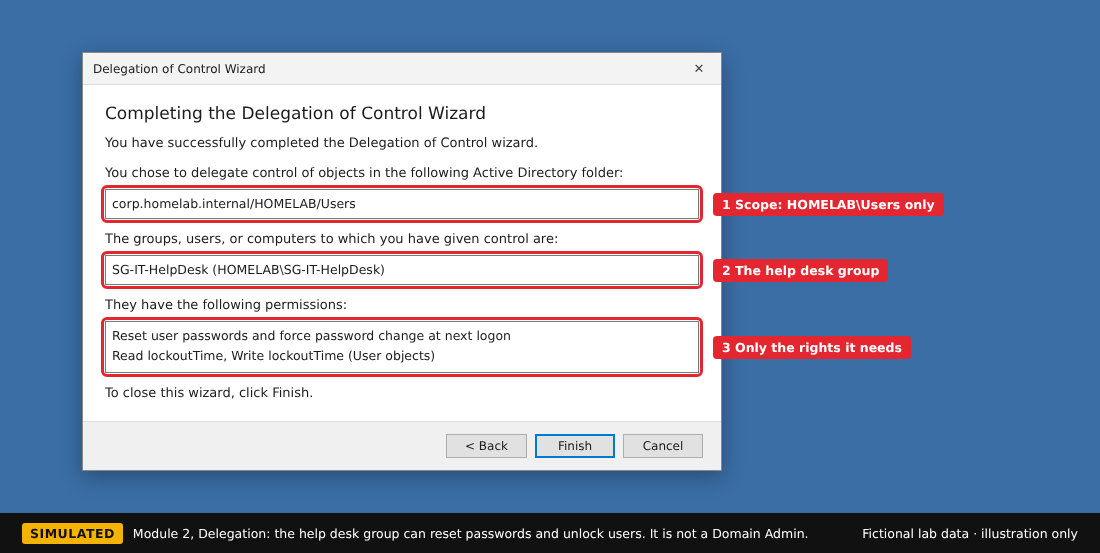 Delegation of Control Wizard ✕
Completing the Delegation of Control Wizard
You have successfully completed the Delegation of Control wizard.
You chose to delegate control of objects in the following Active Directory folder:
corp.homelab.internal/HOMELAB/Users
1 Scope: HOMELAB\Users only
The groups, users, or computers to which you have given control are:
SG-IT-HelpDesk (HOMELAB\SG-IT-HelpDesk)
2 The help desk group
They have the following permissions:
Reset user passwords and force password change at next logon
Read lockoutTime, Write lockoutTime (User objects)
3 Only the rights it needs
To close this wizard, click Finish.
< Back Finish Cancel
SIMULATED Module 2, Delegation: the help desk group can reset passwords and unlock users. It is not a Domain Admin. Fictional lab data · illustration only